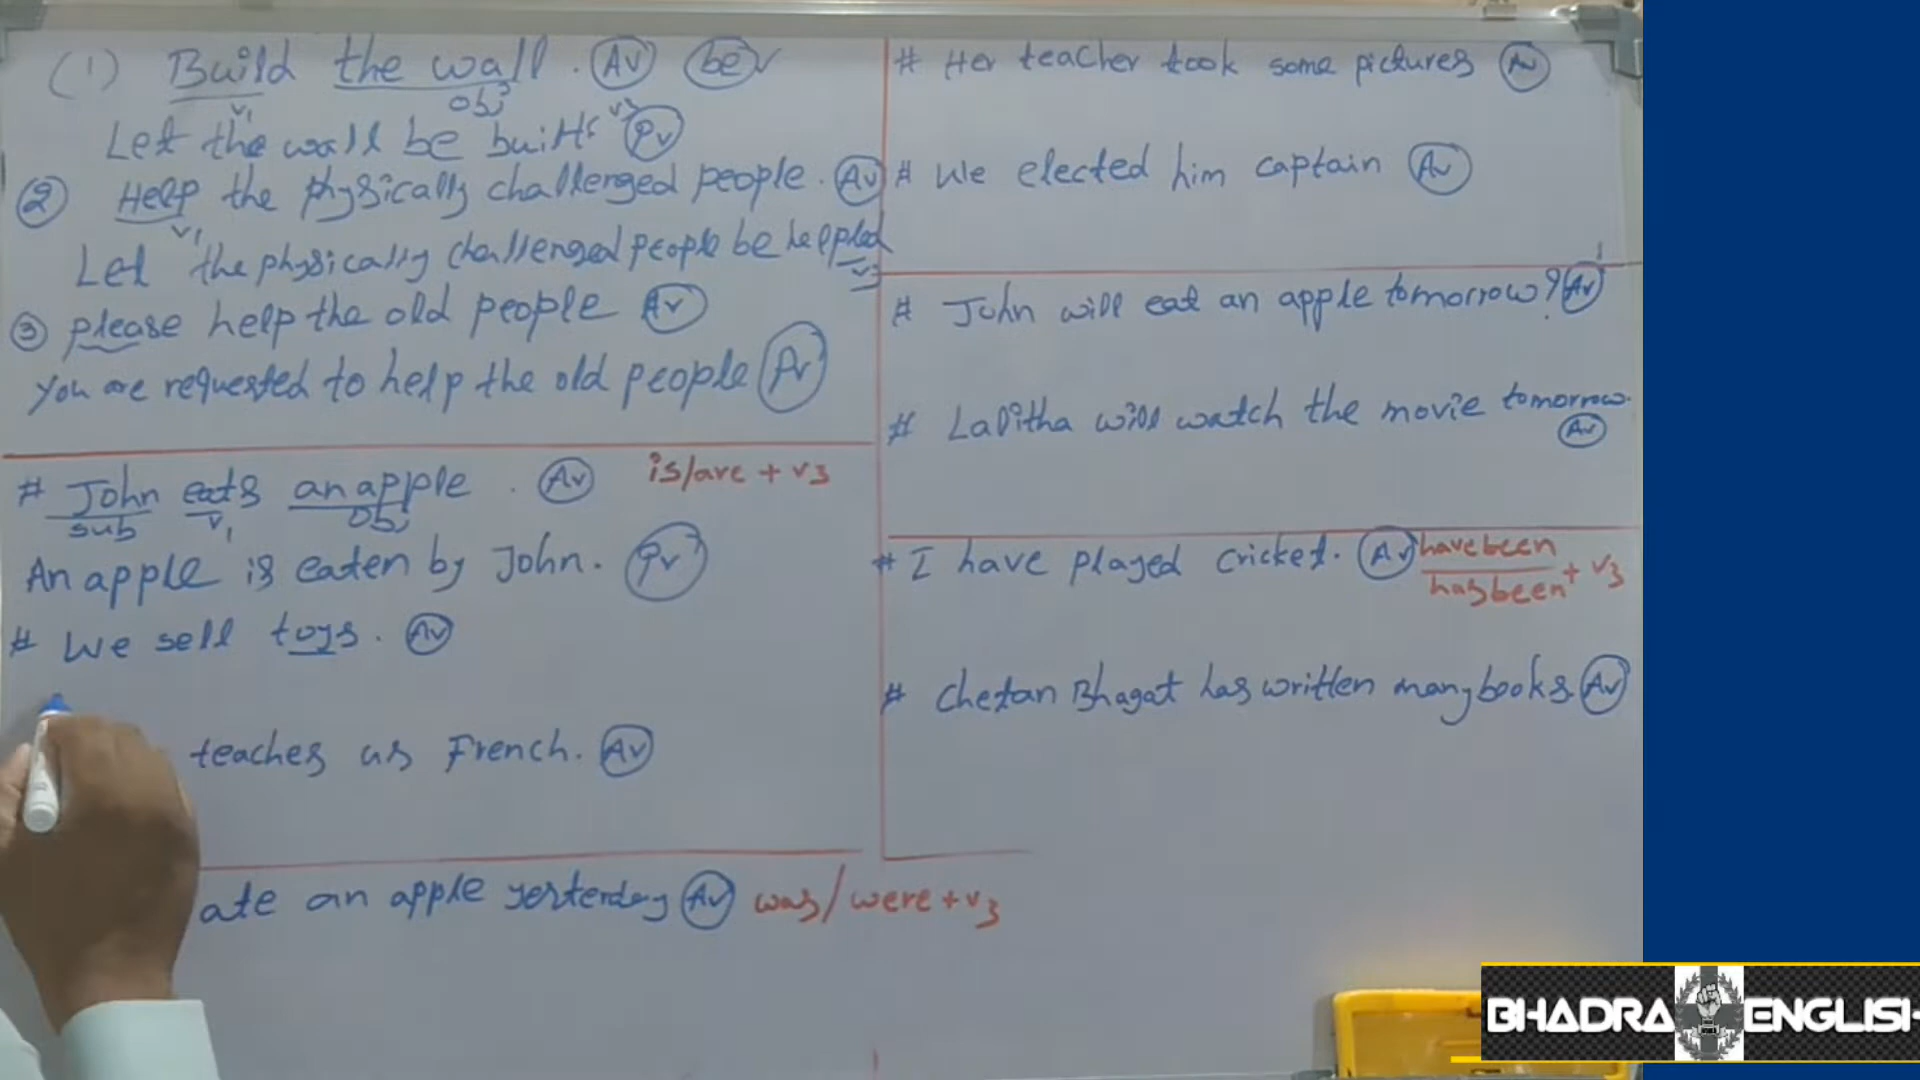 (1) Build the wall. AV be ✓
V1 obj
Let the wall be built V3 PV
② Help the physically challenged people. AV
V1
Let the physically challenged people be helpled
V3
③ please help the old people AV
You are requested to help the old people
# John eats an apple. AV is/are + V3
sub V1 obj
An apple is eaten by John. PV
# We sell toys. AV
teaches us French. AV
ate an apple yesterday AV was/were + V3
# Her teacher took some pictures AV
# We elected him captain AV
# John will eat an apple tomorrow? AV
# Lalitha will watch the movie tomorrow.
AV
# I have played cricket. AV have been
has been + V3
# Chetan Bhagat has written many books. AV
BHADRA ENGLISH